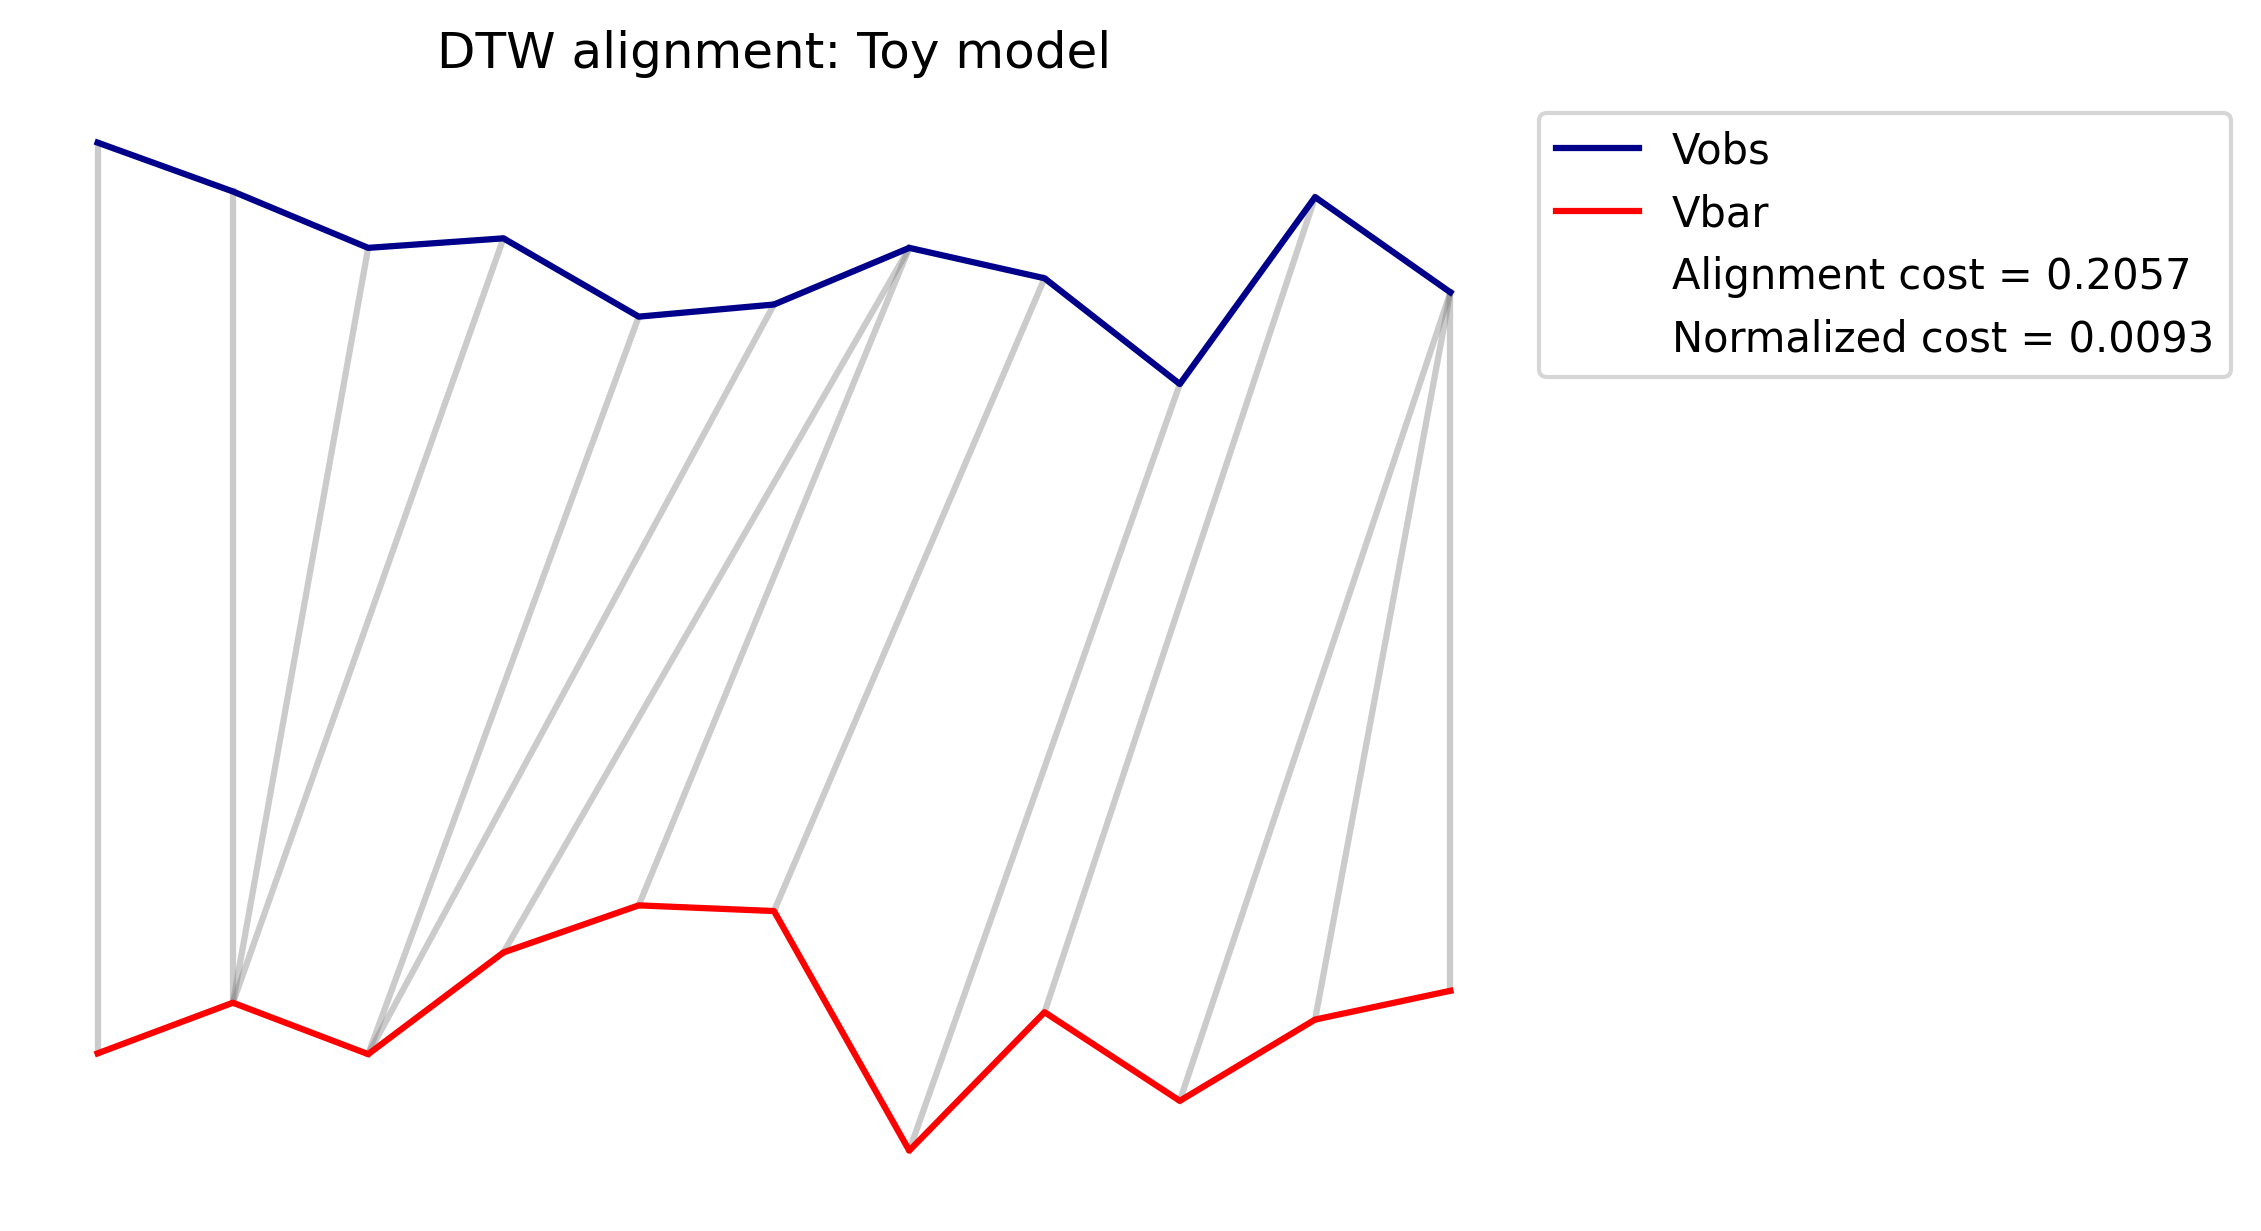 DTW alignment: Toy model
Vobs
Vbar
Alignment cost = 0.2057
Normalized cost = 0.0093